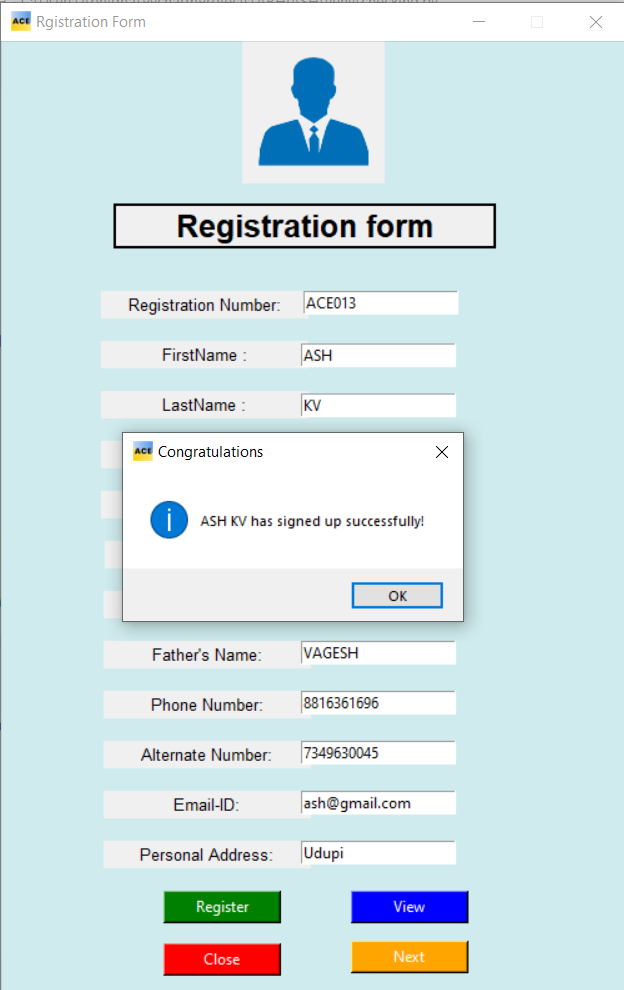 ACE Rgistration Form
Registration form
Registration Number: ACE013
FirstName : ASH
LastName : KV
ACE Congratulations
ASH KV has signed up successfully!
OK
Father's Name: VAGESH
Phone Number: 8816361696
Alternate Number: 7349630045
Email-ID: ash@gmail.com
Personal Address: Udupi
Register View
Close Next